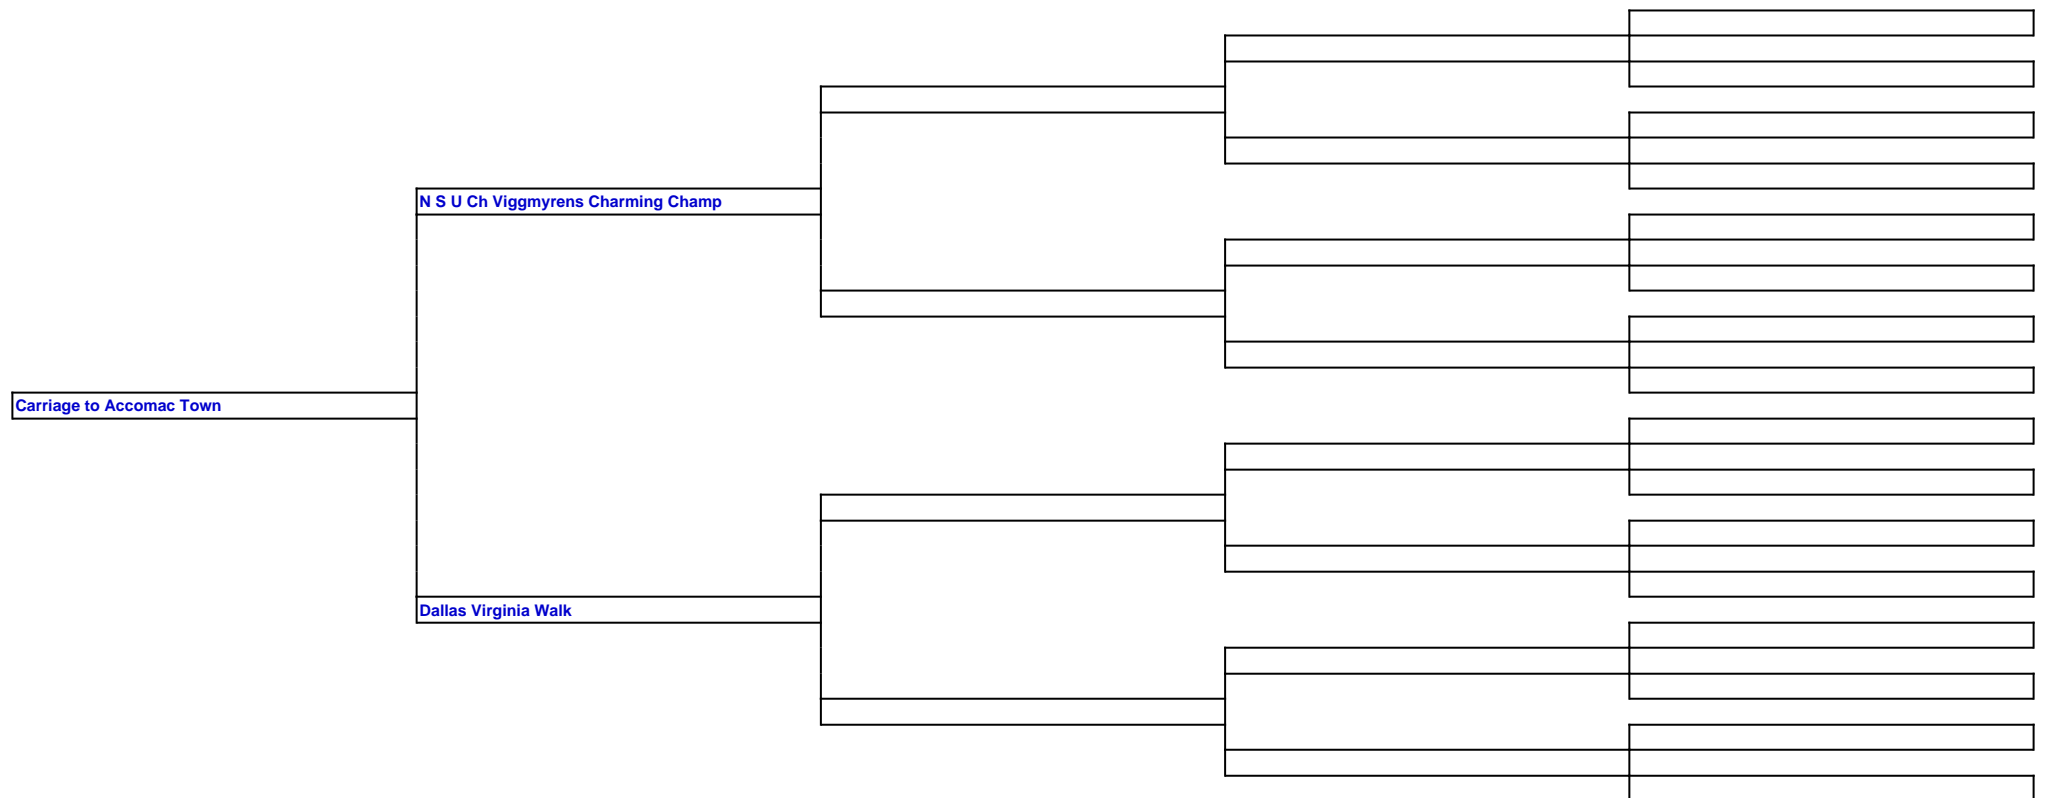 N S U Ch Viggmyrens Charming Champ
Carriage to Accomac Town
Dallas Virginia Walk